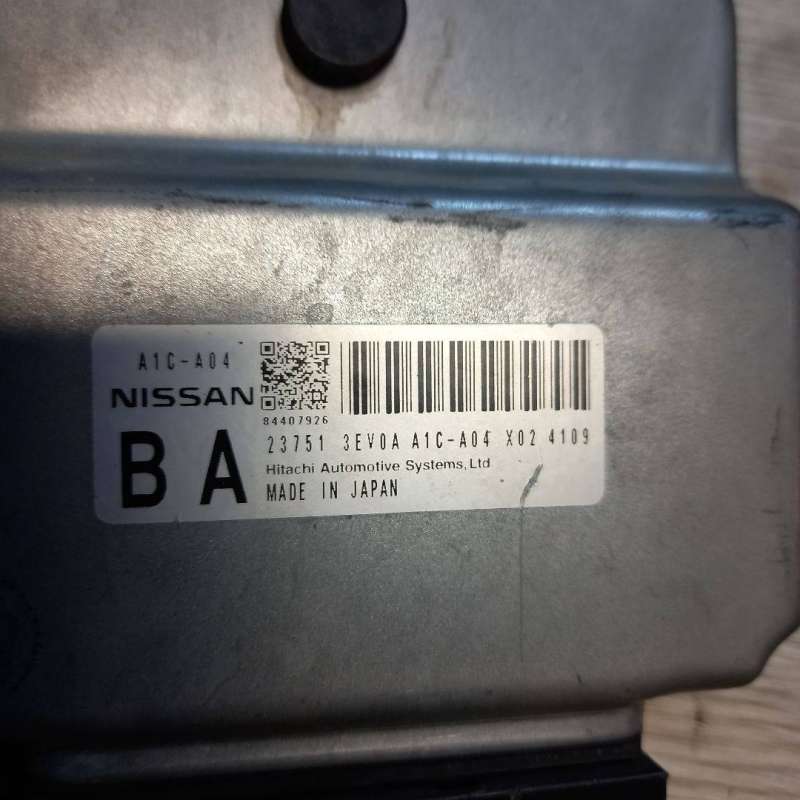 A1C-A04
NISSAN
84407926
BA
23751 3EV0A A1C-A04 X02 4109
Hitachi Automotive Systems, Ltd
MADE IN JAPAN